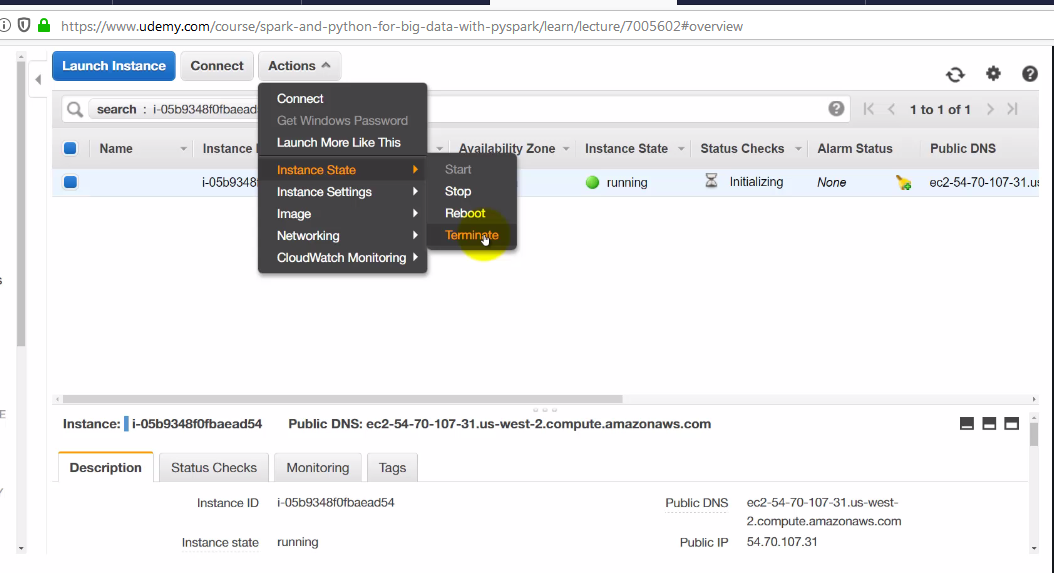 https://www.udemy.com/course/spark-and-python-for-big-data-with-pyspark/learn/lecture/7005602#overview
Launch Instance Connect Actions
search : i-05b9348f0fbaead 1 to 1 of 1
Connect
Get Windows Password
Launch More Like This
Name Instance Availability Zone Instance State Status Checks Alarm Status Public DNS
Instance State Start
i-05b9348f running Initializing None ec2-54-70-107-31.us
Instance Settings Stop
Image Reboot
Networking Terminate
CloudWatch Monitoring
Instance: i-05b9348f0fbaead54 Public DNS: ec2-54-70-107-31.us-west-2.compute.amazonaws.com
Description Status Checks Monitoring Tags
Instance ID i-05b9348f0fbaead54 Public DNS ec2-54-70-107-31.us-west-
2.compute.amazonaws.com
Instance state running Public IP 54.70.107.31